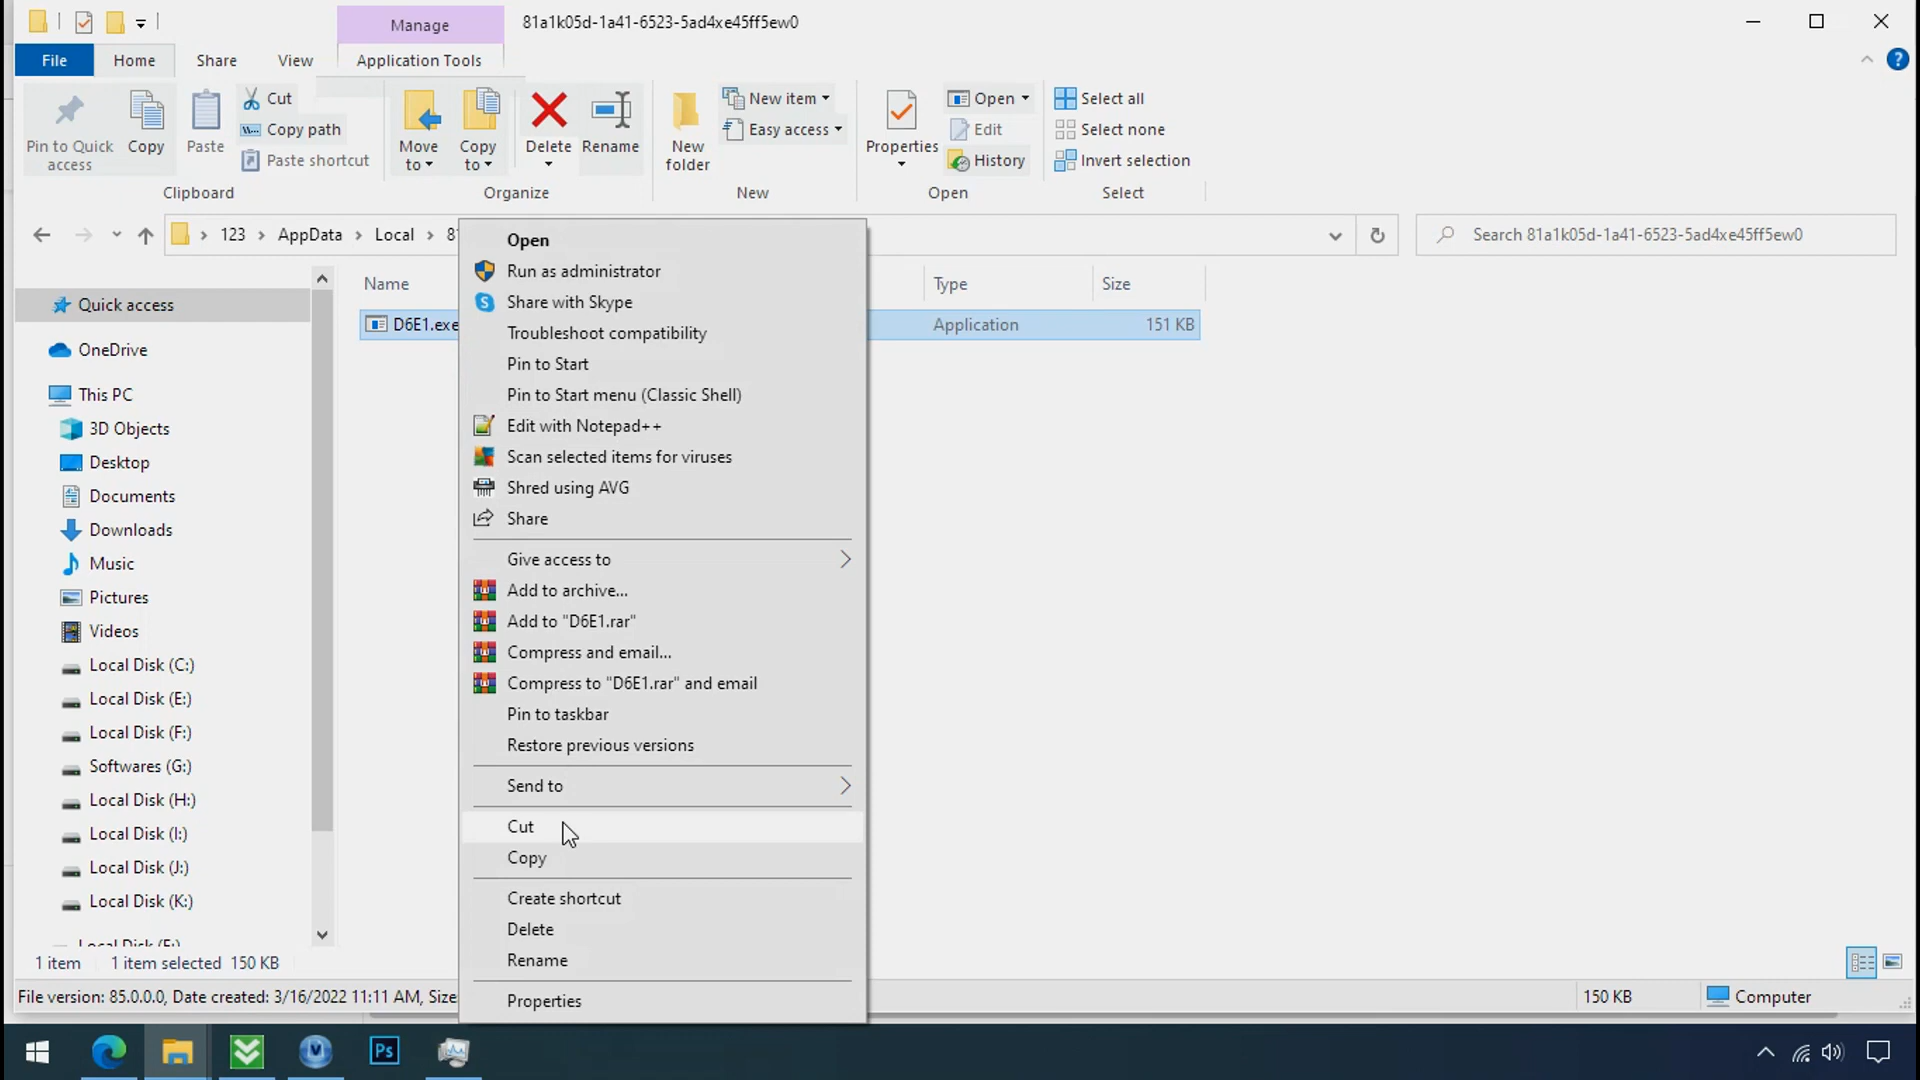 Manage
81a1k05d-1a41-6523-5ad4xe45ff5ew0
File
Home
Share
View
Application Tools
Pin to Quick access
Copy
Paste
Cut
Copy path
Paste shortcut
Clipboard
Move to
Copy to
Delete
Rename
Organize
New folder
New item
Easy access
New
Properties
Open
Edit
History
Open
Select all
Select none
Invert selection
Select
123
AppData
Local
Search 81a1k05d-1a41-6523-5ad4xe45ff5ew0
Name
Type
Size
D6E1.exe
Application
151 KB
Quick access
OneDrive
This PC
3D Objects
Desktop
Documents
Downloads
Music
Pictures
Videos
Local Disk (C:)
Local Disk (E:)
Local Disk (F:)
Softwares (G:)
Local Disk (H:)
Local Disk (I:)
Local Disk (J:)
Local Disk (K:)
Open
Run as administrator
Share with Skype
Troubleshoot compatibility
Pin to Start
Pin to Start menu (Classic Shell)
Edit with Notepad++
Scan selected items for viruses
Shred using AVG
Share
Give access to
Add to archive...
Add to "D6E1.rar"
Compress and email...
Compress to "D6E1.rar" and email
Pin to taskbar
Restore previous versions
Send to
Cut
Copy
Create shortcut
Delete
Rename
Properties
1 item
1 item selected
150 KB
File version: 85.0.0.0, Date created: 3/16/2022 11:11 AM, Size
150 KB
Computer
Ps